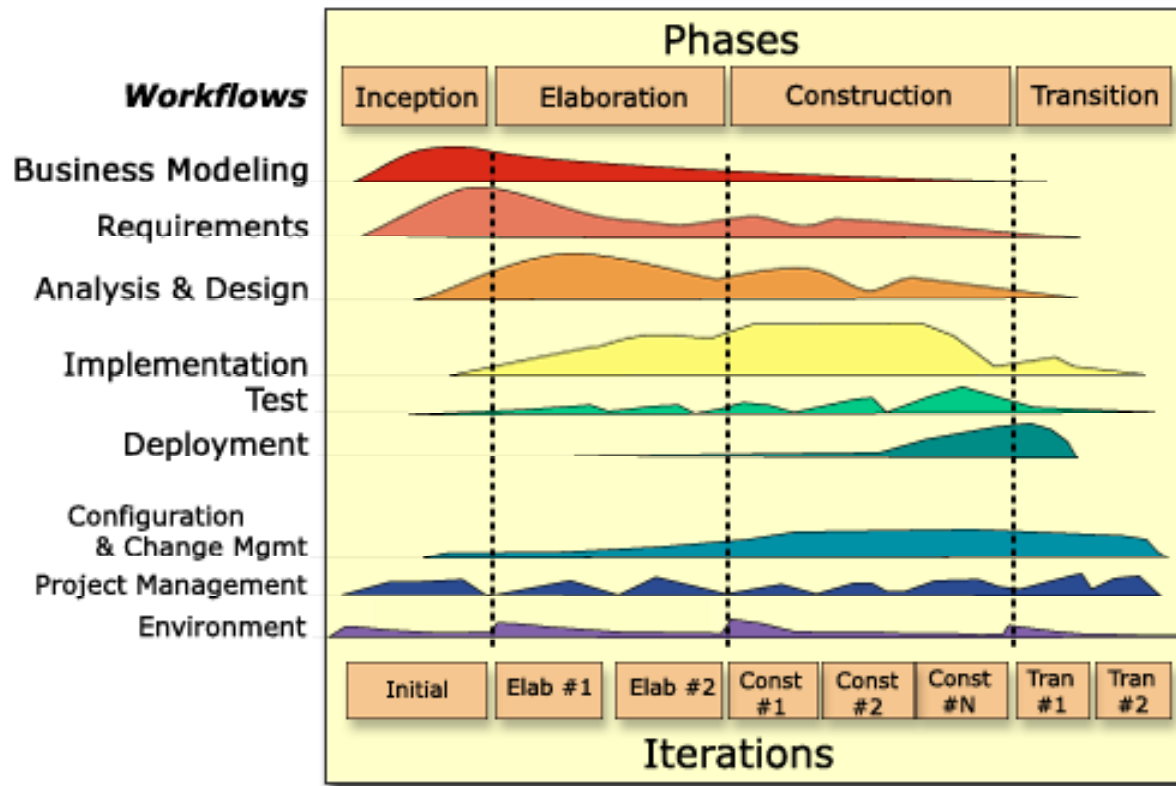 Phases
Workflows
Inception
Elaboration
Construction
Transition
Business Modeling
Requirements
Analysis & Design
Implementation
Test
Deployment
Configuration
& Change Mgmt
Project Management
Environment
Initial
Elab #1
Elab #2
Const
#1
Const
#2
Const
#N
Tran
#1
Tran
#2
Iterations